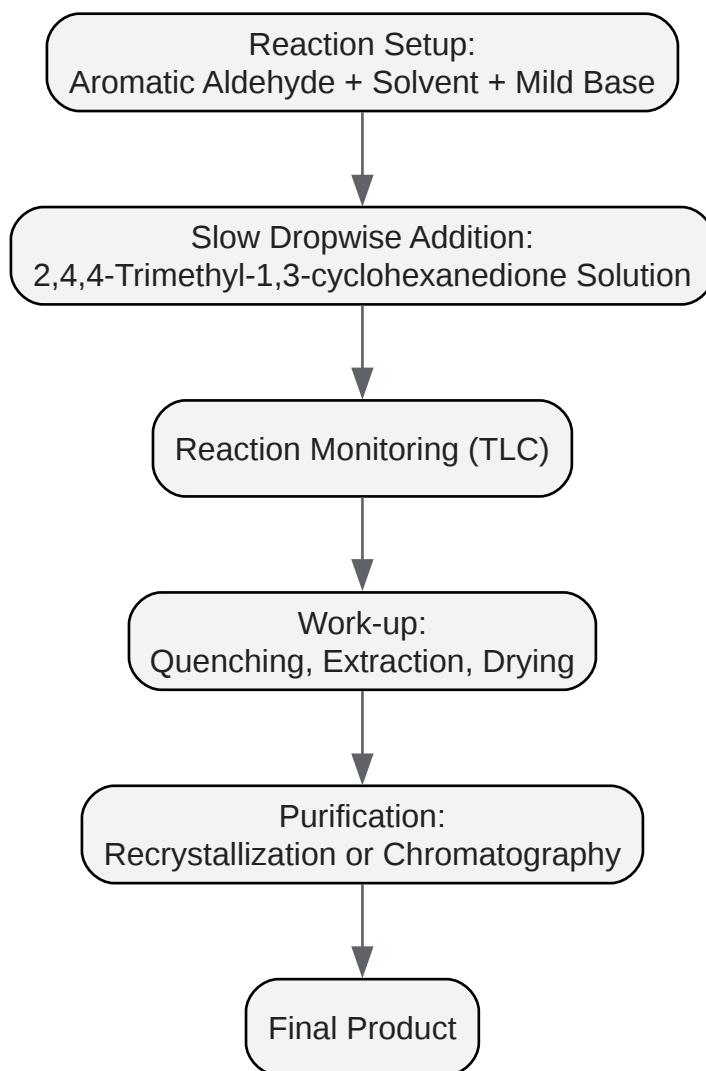 Reaction Setup:
Aromatic Aldehyde + Solvent + Mild Base
Slow Dropwise Addition:
2,4,4-Trimethyl-1,3-cyclohexanedione Solution
Reaction Monitoring (TLC)
Work-up:
Quenching, Extraction, Drying
Purification:
Recrystallization or Chromatography
Final Product